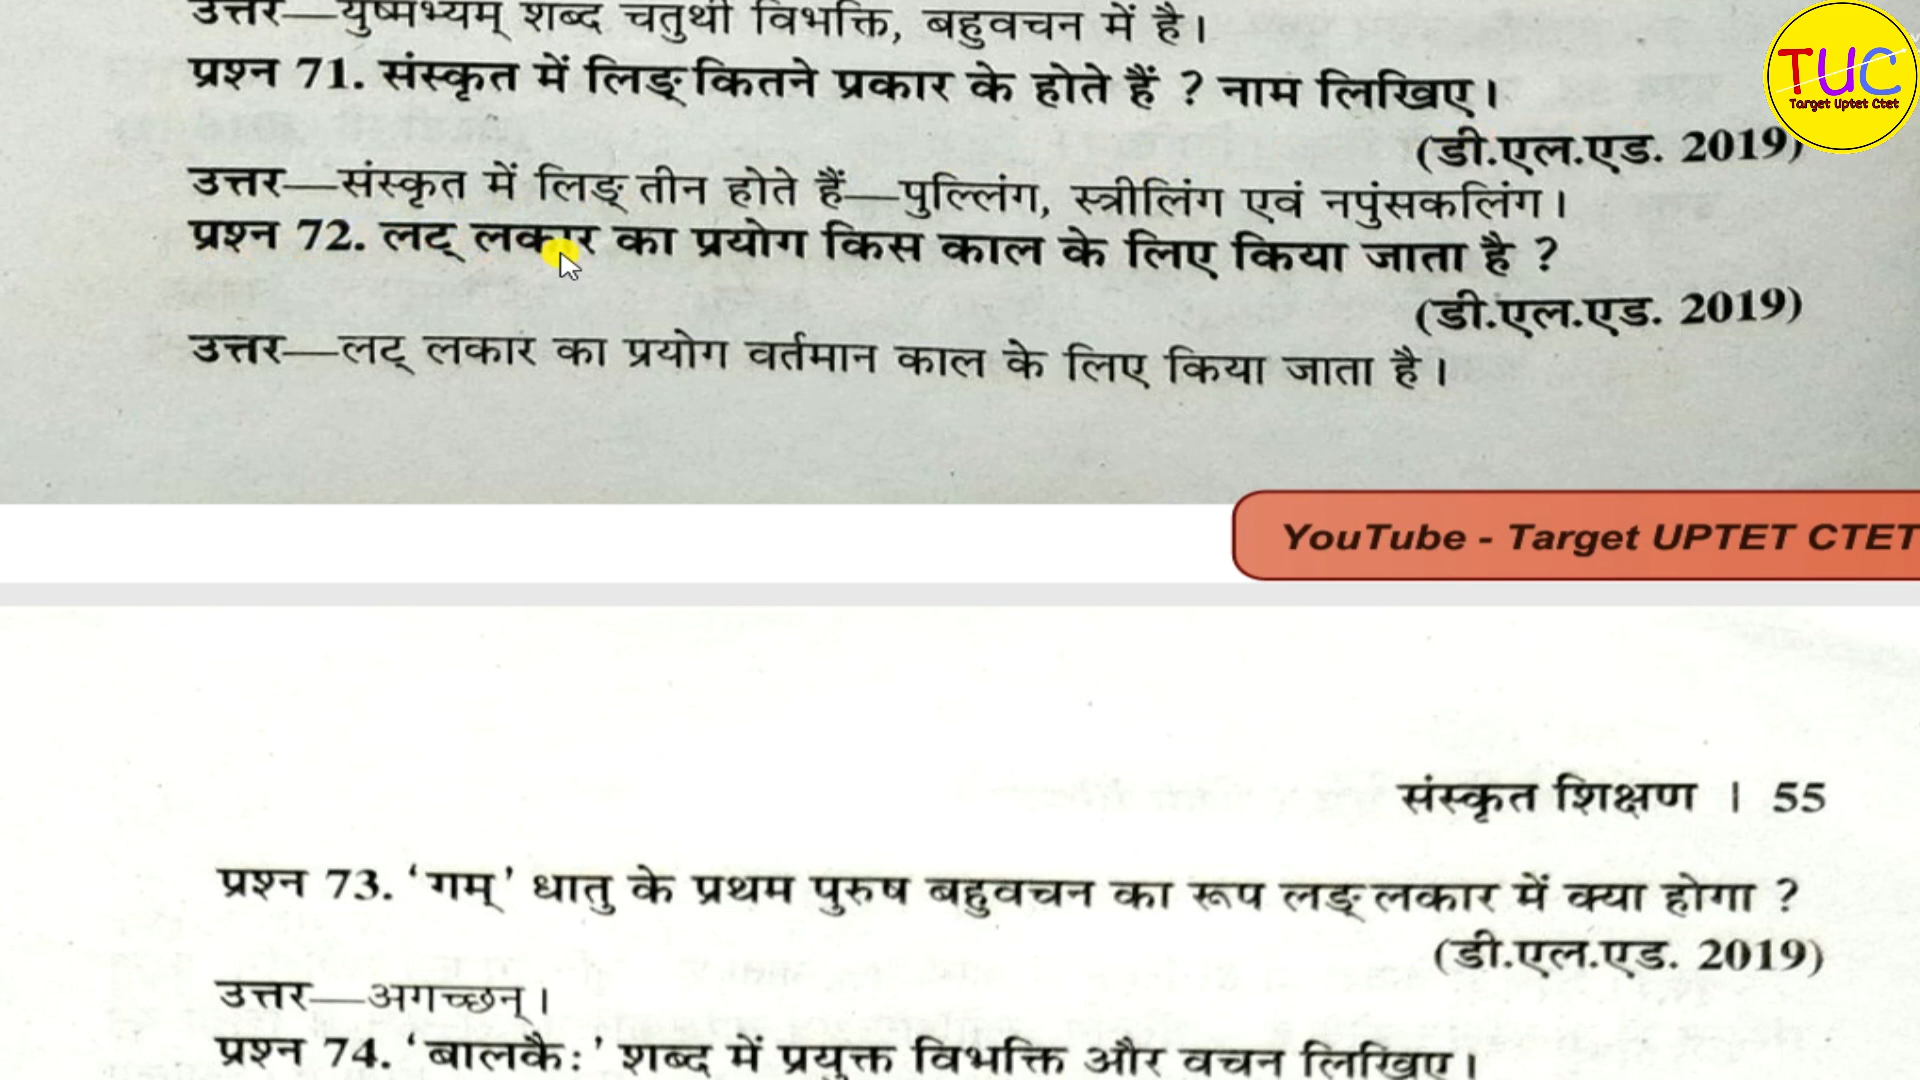 उत्तर—युष्मभ्यम् शब्द चतुर्थी विभक्ति, बहुवचन में है।
प्रश्न 71. संस्कृत में लिङ् कितने प्रकार के होते हैं ? नाम लिखिए।
TUC
Target Uptet Ctet
(डी.एल.एड. 2019)
उत्तर—संस्कृत में लिङ् तीन होते हैं—पुल्लिंग, स्त्रीलिंग एवं नपुंसकलिंग।
प्रश्न 72. लट् लकार का प्रयोग किस काल के लिए किया जाता है ?
(डी.एल.एड. 2019)
उत्तर—लट् लकार का प्रयोग वर्तमान काल के लिए किया जाता है।
YouTube - Target UPTET CTET
संस्कृत शिक्षण । 55
प्रश्न 73. ‘गम्’ धातु के प्रथम पुरुष बहुवचन का रूप लङ् लकार में क्या होगा ?
(डी.एल.एड. 2019)
उत्तर—अगच्छन्।
प्रश्न 74. ‘बालकैः’ शब्द में प्रयुक्त विभक्ति और वचन लिखिए।